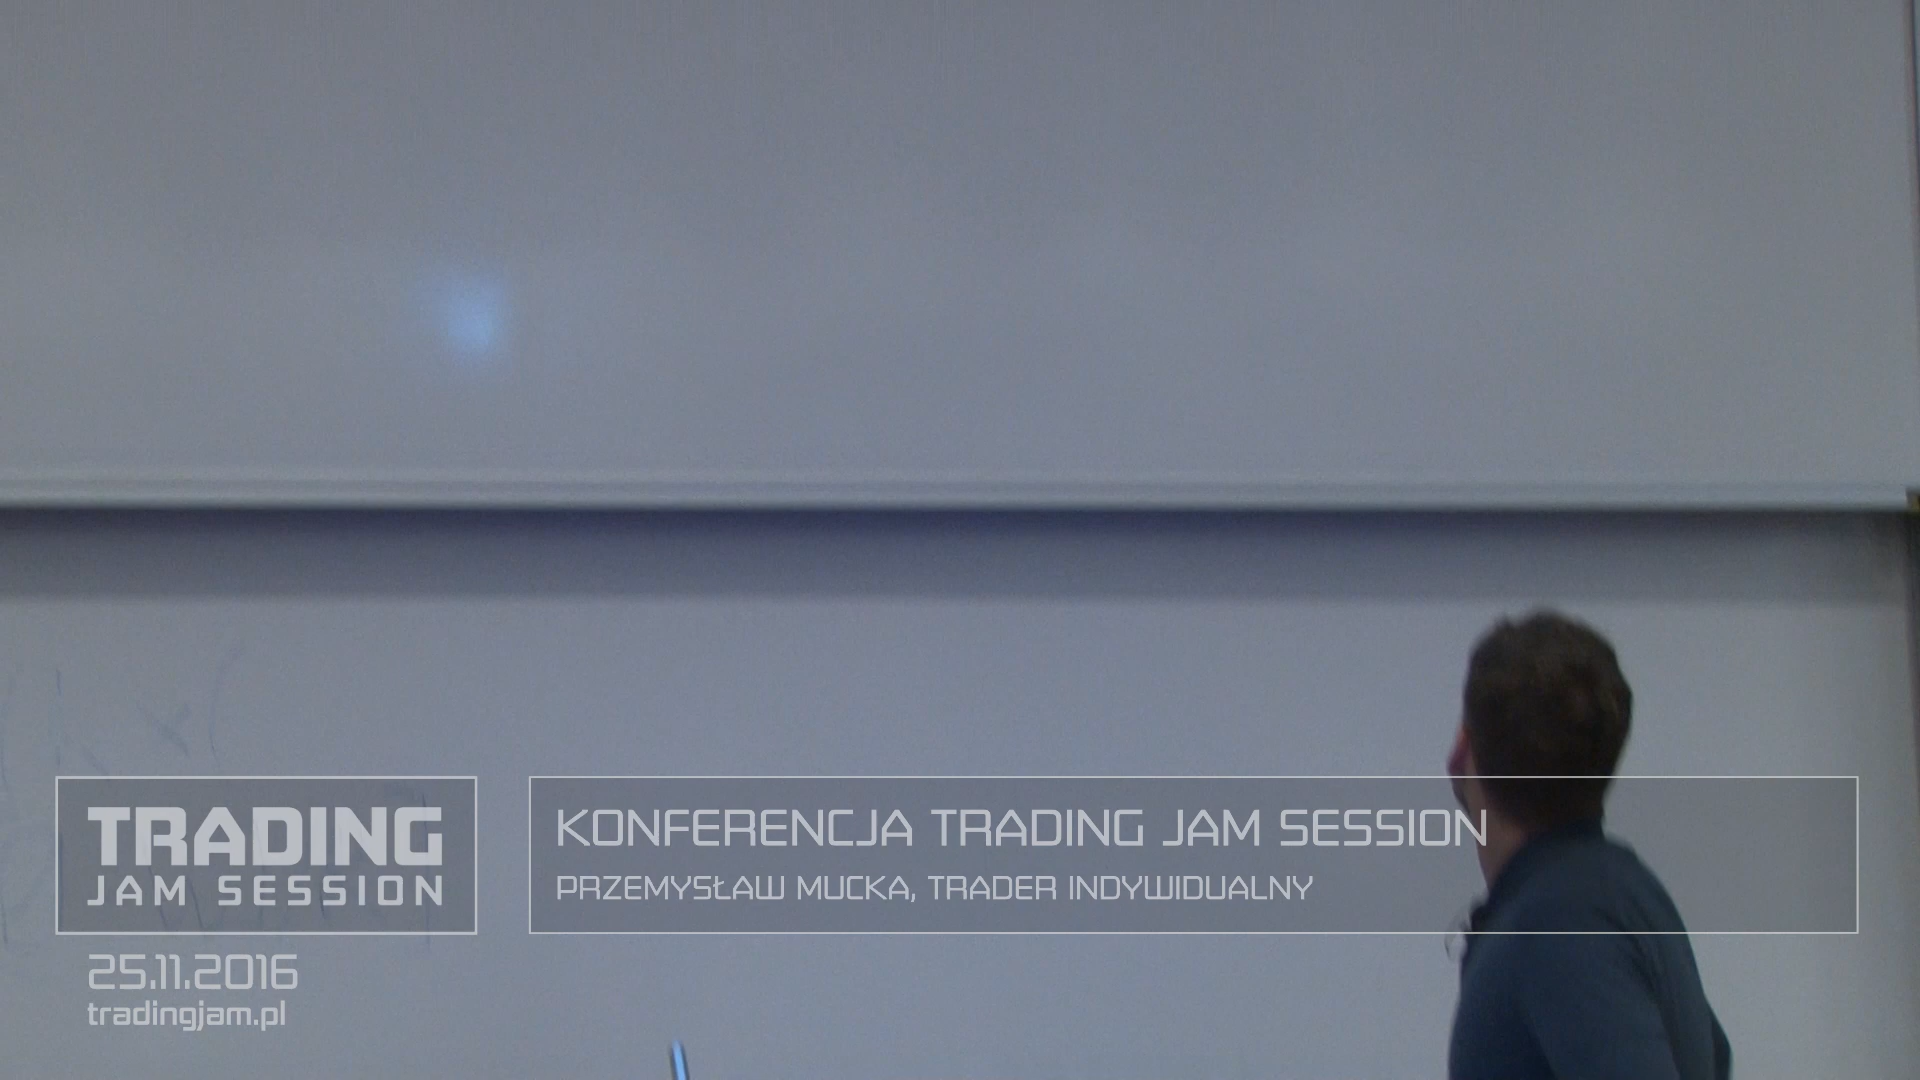 TRADING
JAM SESSION
KONFERENCJA TRADING JAM SESSION
PRZEMYSŁAW MUCKA, TRADER INDYWIDUALNY
25.11.2016
tradingjam.pl